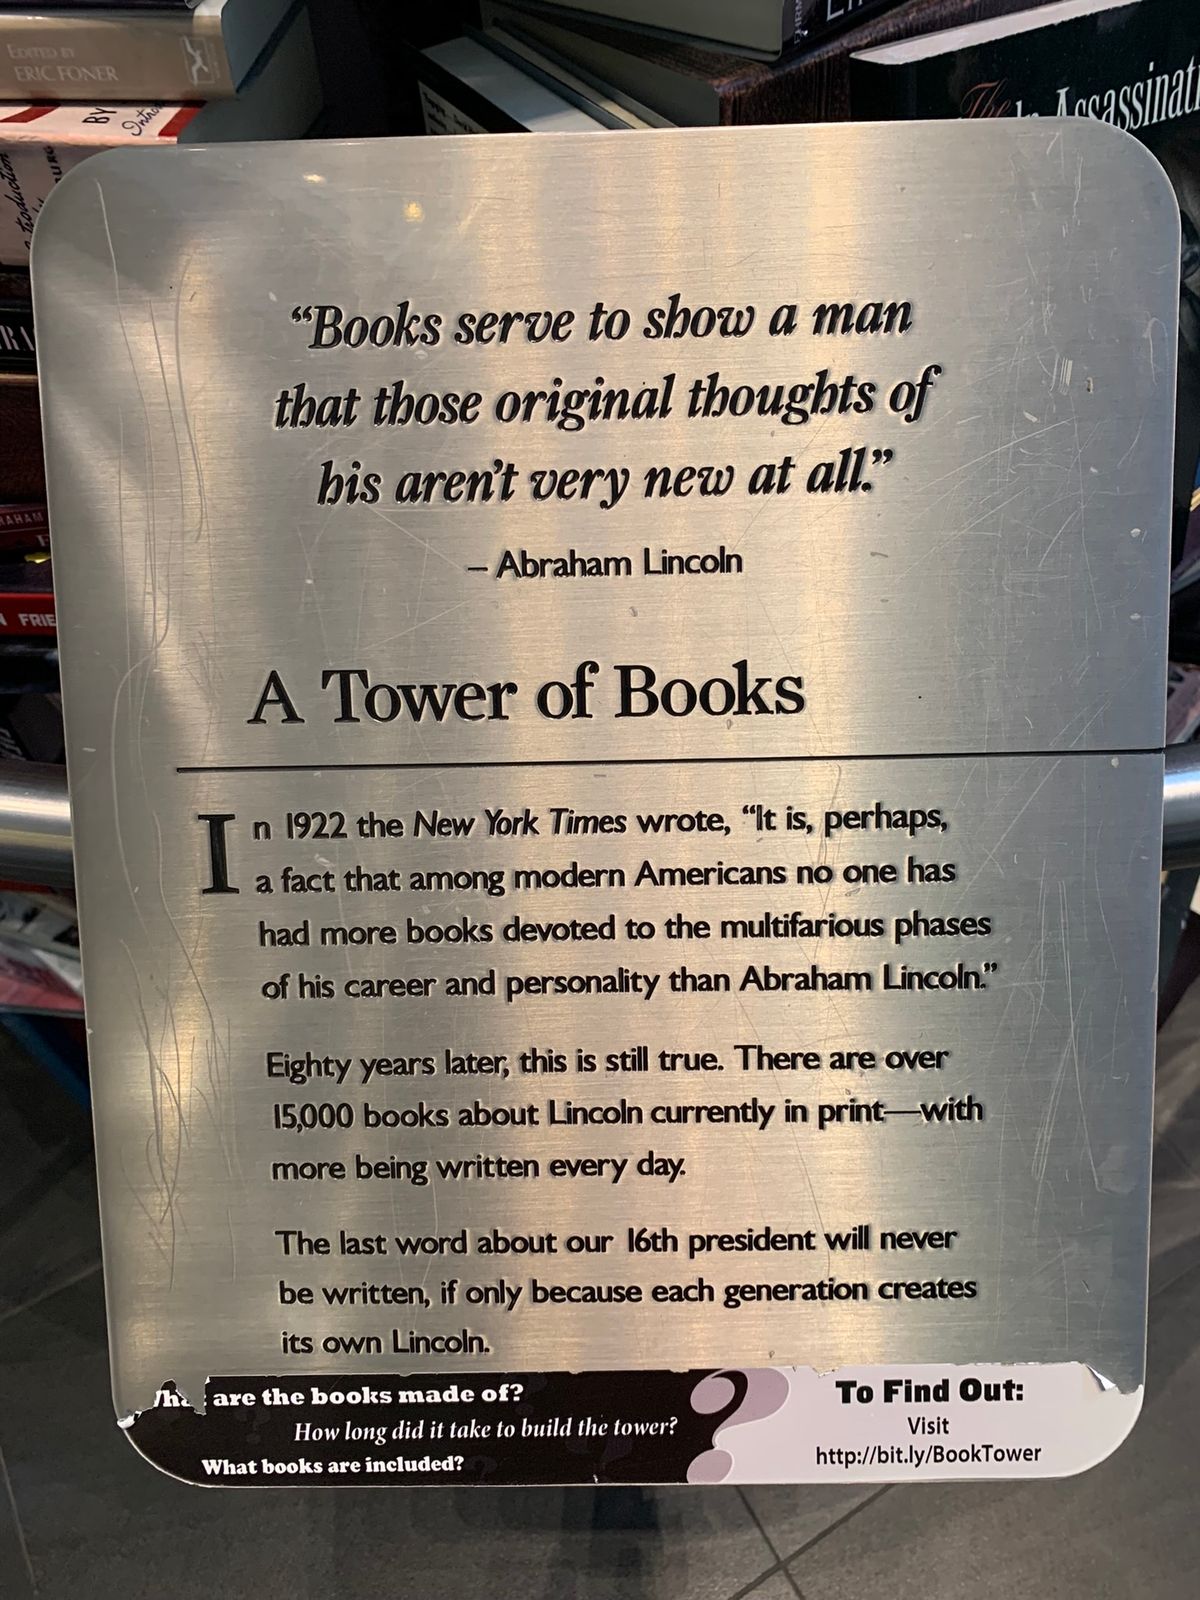 EDITED BY
ERIC FONER
BY
The
Assassinati
FRIE
“Books serve to show a man
that those original thoughts of
his aren't very new at all.”
– Abraham Lincoln
A Tower of Books
In 1922 the New York Times wrote, “It is, perhaps,
a fact that among modern Americans no one has
had more books devoted to the multifarious phases
of his career and personality than Abraham Lincoln.”
Eighty years later, this is still true. There are over
15,000 books about Lincoln currently in print—with
more being written every day.
The last word about our 16th president will never
be written, if only because each generation creates
its own Lincoln.
are the books made of?
How long did it take to build the tower?
What books are included?
To Find Out:
Visit
http://bit.ly/BookTower